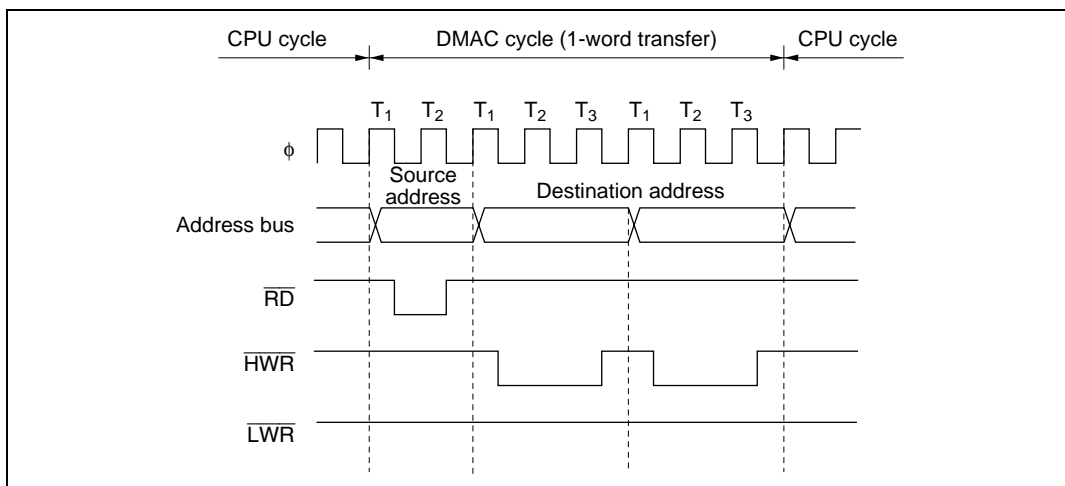 CPU cycle DMAC cycle (1-word transfer) CPU cycle
T1 T2 T1 T2 T3 T1 T2 T3
ϕ
Source
address Destination address
Address bus
RD
HWR
LWR